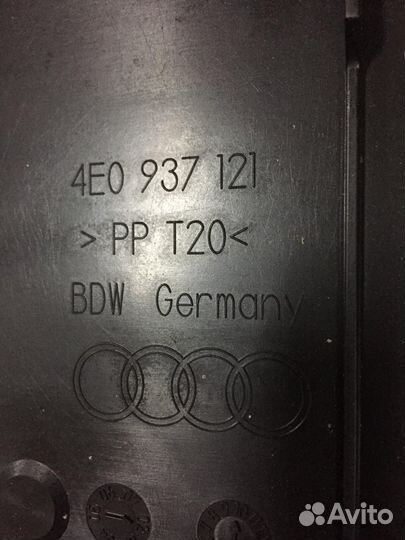 4E0 937 121
> PP T20<
BDW Germany
Avito